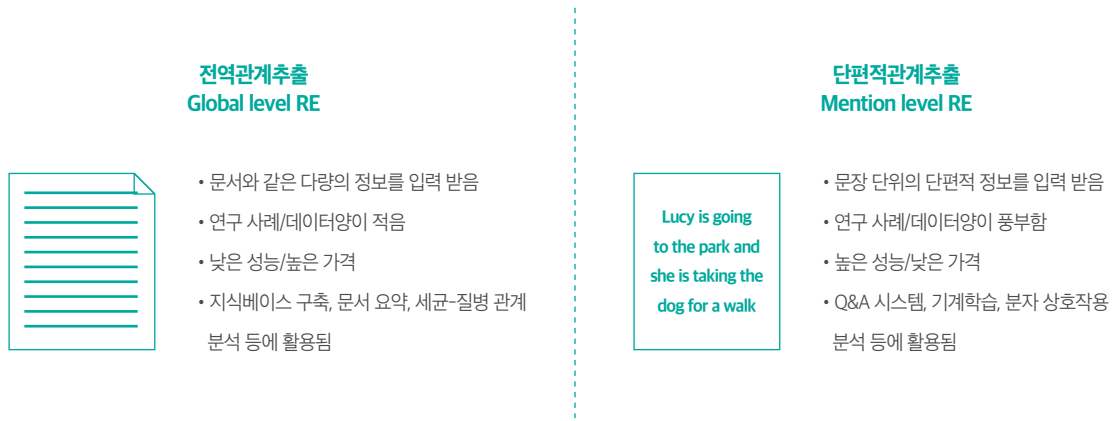 전역관계추출
Global level RE
• 문서와 같은 다량의 정보를 입력 받음
• 연구 사례/데이터양이 적음
• 낮은 성능/높은 가격
• 지식베이스 구축, 문서 요약, 세균-질병 관계
분석 등에 활용됨
단편적관계추출
Mention level RE
Lucy is going
to the park and
she is taking the
dog for a walk
• 문장 단위의 단편적 정보를 입력 받음
• 연구 사례/데이터양이 풍부함
• 높은 성능/낮은 가격
• Q&A 시스템, 기계학습, 분자 상호작용
분석 등에 활용됨